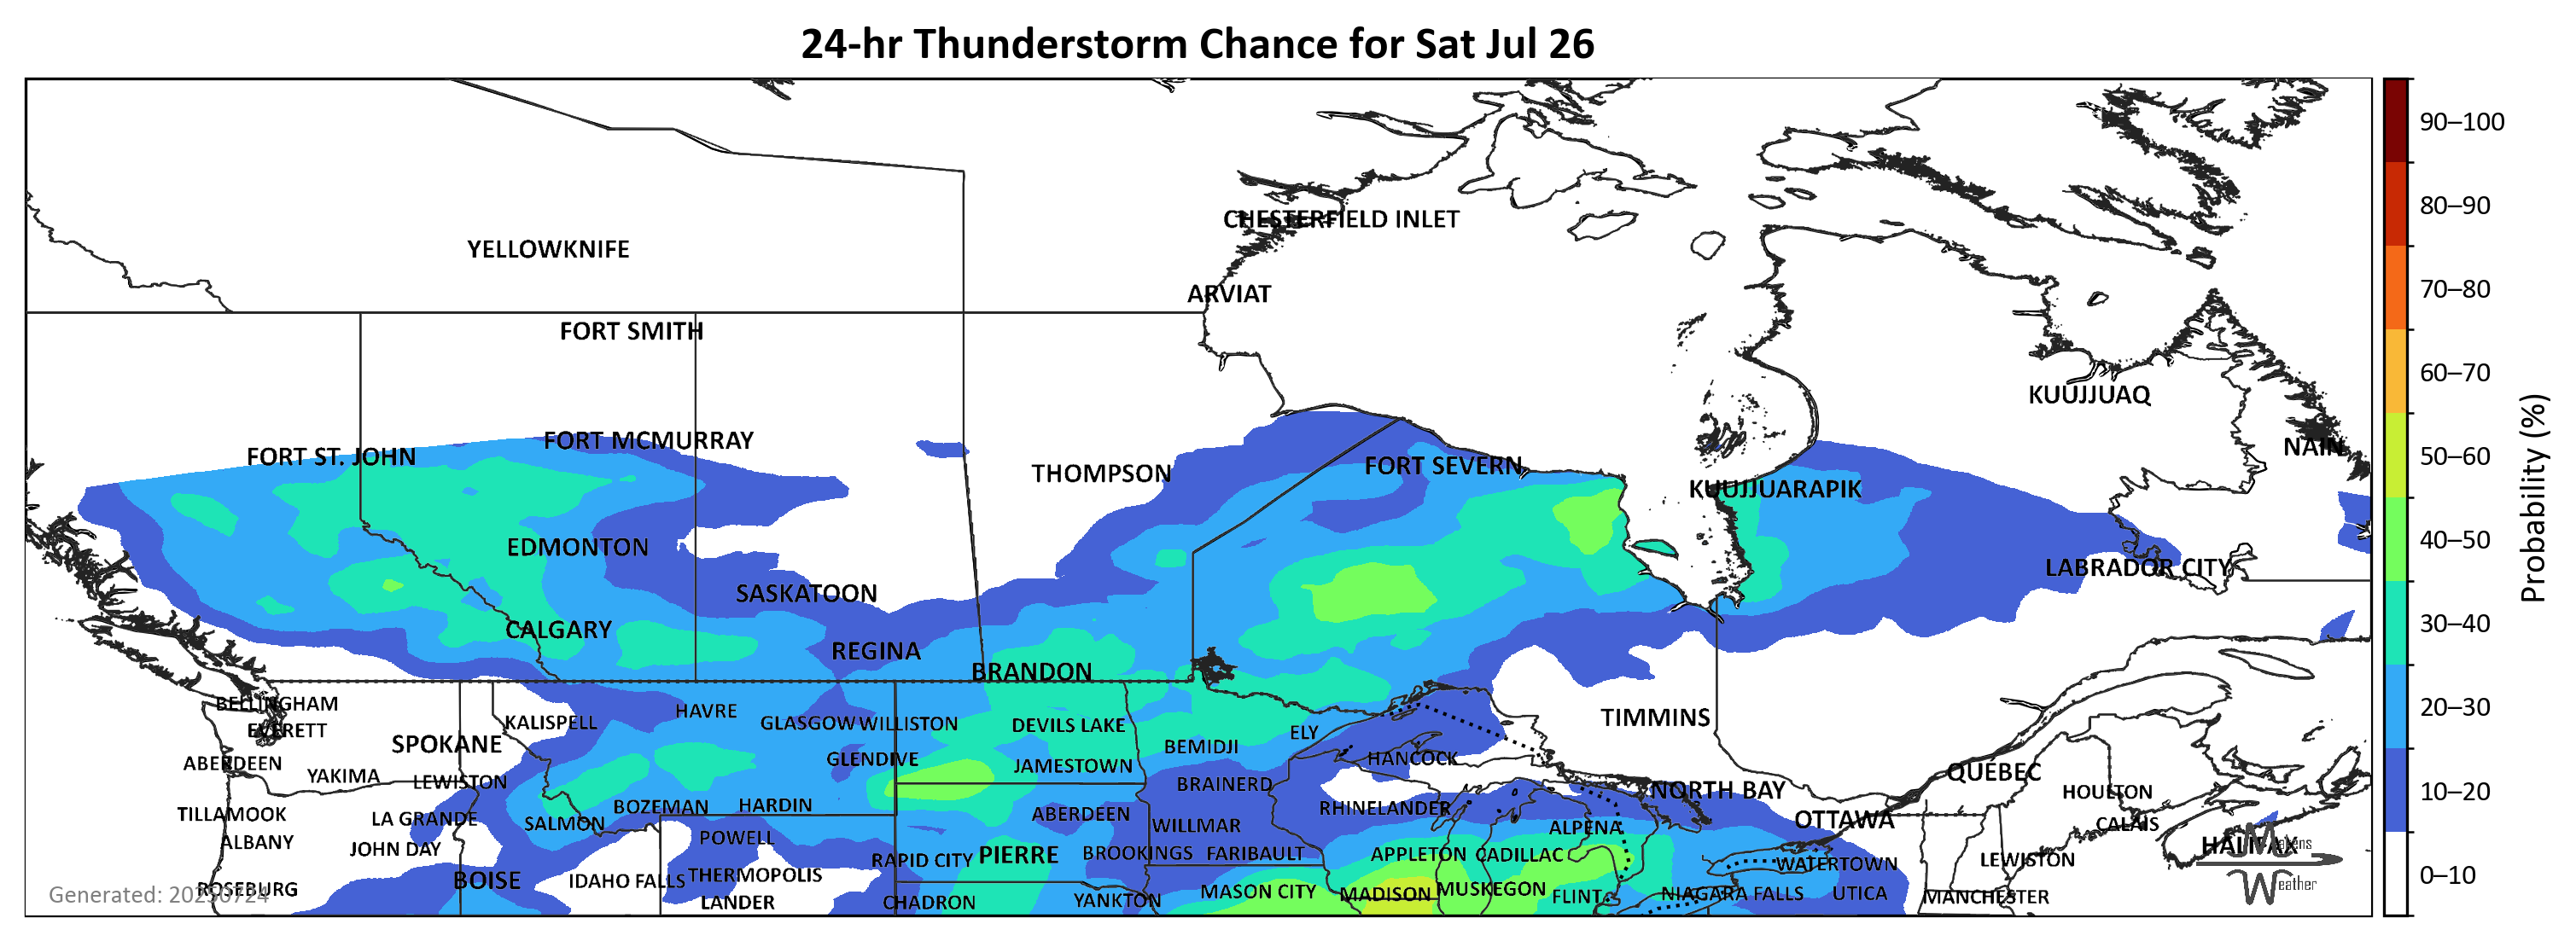 24-hr Thunderstorm Chance for Sat Jul 26
90–100
80–90
CHESTERFIELD INLET
YELLOWKNIFE
70–80
ARVIAT
FORT SMITH
60–70
KUUJJUAQ
FORT MCMURRAY
NAIN
FORT ST. JOHN
50–60
FORT SEVERN
THOMPSON
KUUJJUARAPIK
Probability (%)
40–50
EDMONTON
LABRADOR CITY
SASKATOON
30–40
CALGARY
REGINA
BRANDON
BELLINGHAM
20–30
HAVRE
TIMMINS
KALISPELL
GLASGOW WILLISTON
DEVILS LAKE
EVERETT
ELY
SPOKANE
BEMIDJI
HANCOCK
GLENDIVE
ABERDEEN
JAMESTOWN
QUÉBEC
YAKIMA
LEWISTON
BRAINERD
NORTH BAY
HOULTON
10–20
BOZEMAN
HARDIN
RHINELANDER
TILLAMOOK
LA GRANDE
SALMON
ABERDEEN
WILLMAR
ALPENA
OTTAWA
CALAIS
ALBANY
POWELL
JOHN DAY
RAPID CITY
PIERRE
BROOKINGS
FARIBAULT
APPLETON
CADILLAC
WATERTOWN
LEWISTON
HALIFAX
Makens
Weather
BOISE
IDAHO FALLS
THERMOPOLIS
0–10
ROSEBURG
Generated: 20250724
LANDER
CHADRON
YANKTON
MASON CITY
MADISON
MUSKEGON
FLINT
NIAGARA FALLS
UTICA
MANCHESTER